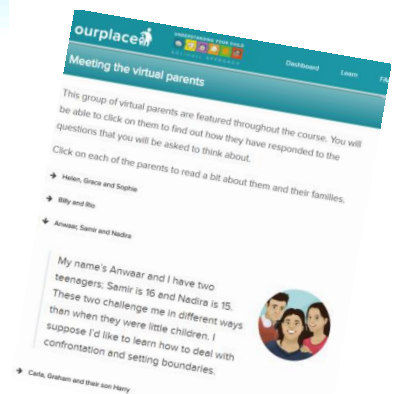 ourplace
UNDERSTANDING YOUR CHILD
SOLIHULL APPROACH
Dashboard
Learn
FA
Meeting the virtual parents
This group of virtual parents are featured throughout the course. You will
be able to click on them to find out how they have responded to the
questions that you will be asked to think about.
Click on each of the parents to read a bit about them and their families.
Helen, Grace and Sophie
Billy and Rio
Anwaar, Samir and Nadira
My name's Anwaar and I have two
teenagers; Samir is 16 and Nadira is 15.
These two challenge me in different ways
than when they were little children. I
suppose I'd like to learn how to deal with
confrontation and setting boundaries.
Carla, Graham and their son Harry